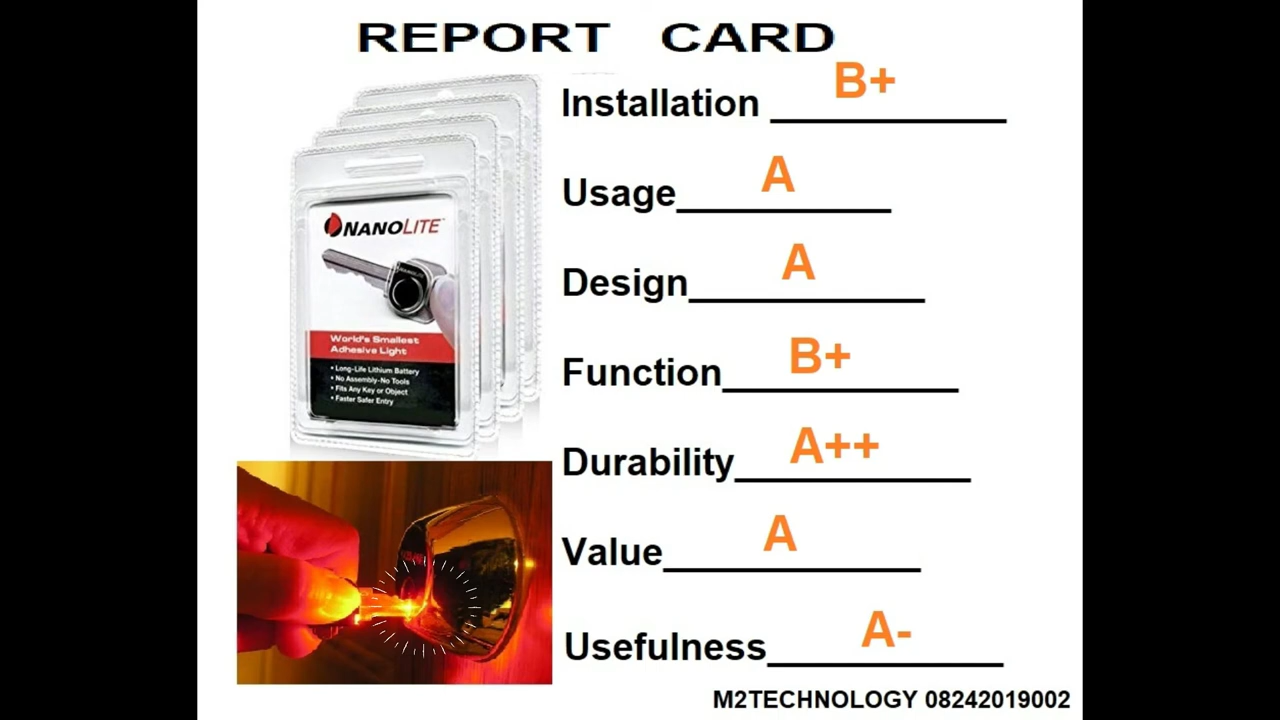 REPORT CARD
Installation B+
Usage A
Design A
Function B+
Durability A++
Value A
Usefulness A-
NANOLITE
NANOLITE
World's Smallest
Adhesive Light
• Long-Life Lithium Battery
• No Assembly-No Tools
• Fits Any Key or Object
• Faster Safer Entry
M2TECHNOLOGY 08242019002